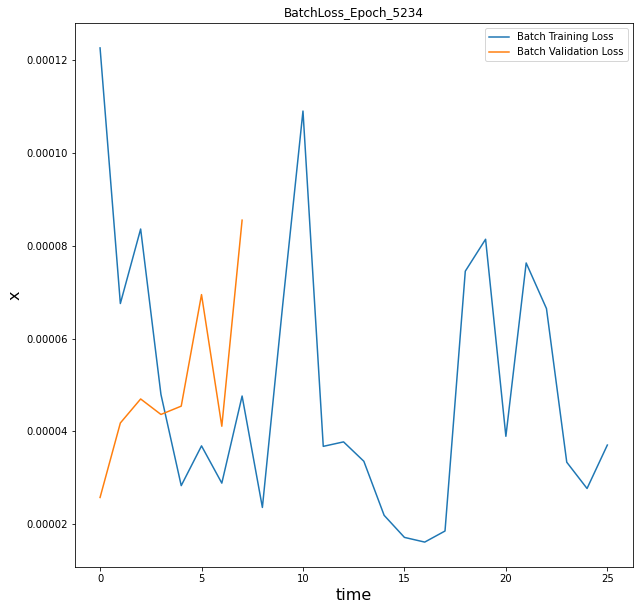 BatchLoss_Epoch_5234
Batch Training Loss
Batch Validation Loss
0.00012
0.00010
0.00008
x
0.00006
0.00004
0.00002
0 5 10 15 20 25
time